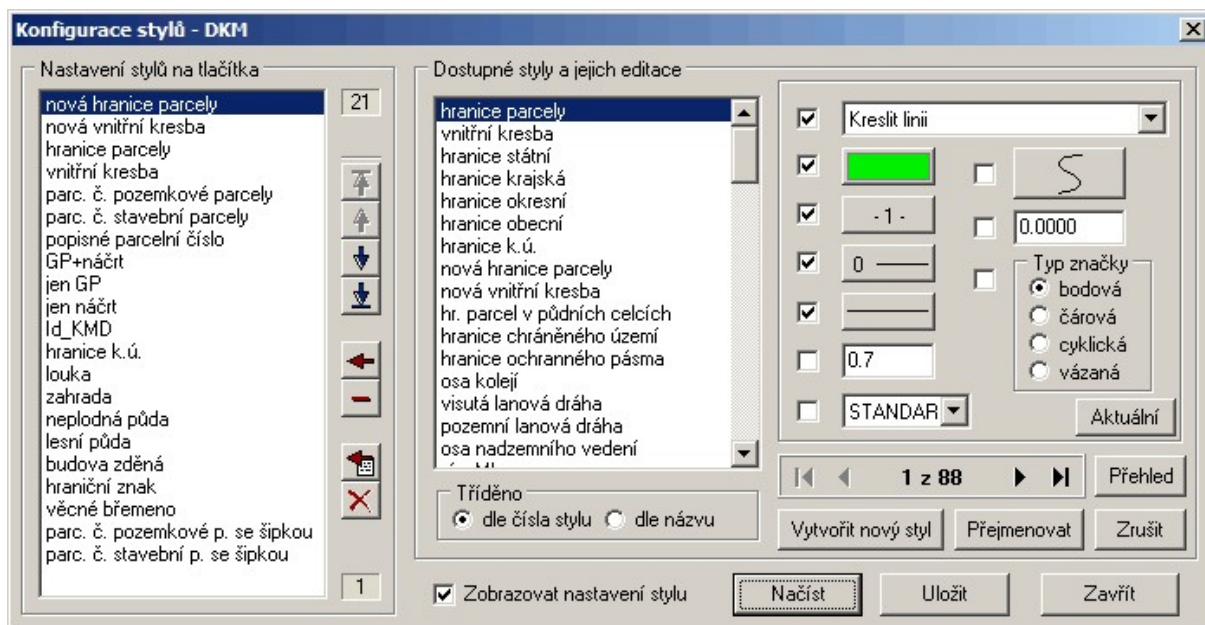 Konfigurace stylů - DKM
Nastavení stylů na tlačítka
nová hranice parcely
nová vnitřní kresba
hranice parcely
vnitřní kresba
parc. č. pozemkové parcely
parc. č. stavební parcely
popisné parcelní číslo
GP+náčrt
jen GP
jen náčrt
Id_KMD
hranice k.ú.
louka
zahrada
neplodná půda
lesní půda
budova zděná
hraniční znak
věcné břemeno
parc. č. pozemkové p. se šipkou
parc. č. stavební p. se šipkou
21
1
Dostupné styly a jejich editace
hranice parcely
vnitřní kresba
hranice státní
hranice krajská
hranice okresní
hranice obecní
hranice k.ú.
nová hranice parcely
nová vnitřní kresba
hr. parcel v půdních celcích
hranice chráněného území
hranice ochranného pásma
osa kolejí
visutá lanová dráha
pozemní lanová dráha
osa nadzemního vedení
Tříděno
dle čísla stylu
dle názvu
Kreslit linii
- 1 -
0
0.7
STANDAR
0.0000
Typ značky
bodová
čárová
cyklická
vázaná
Aktuální
1 z 88
Přehled
Vytvořit nový styl
Přejmenovat
Zrušit
Zobrazovat nastavení stylu
Načíst
Uložit
Zavřít